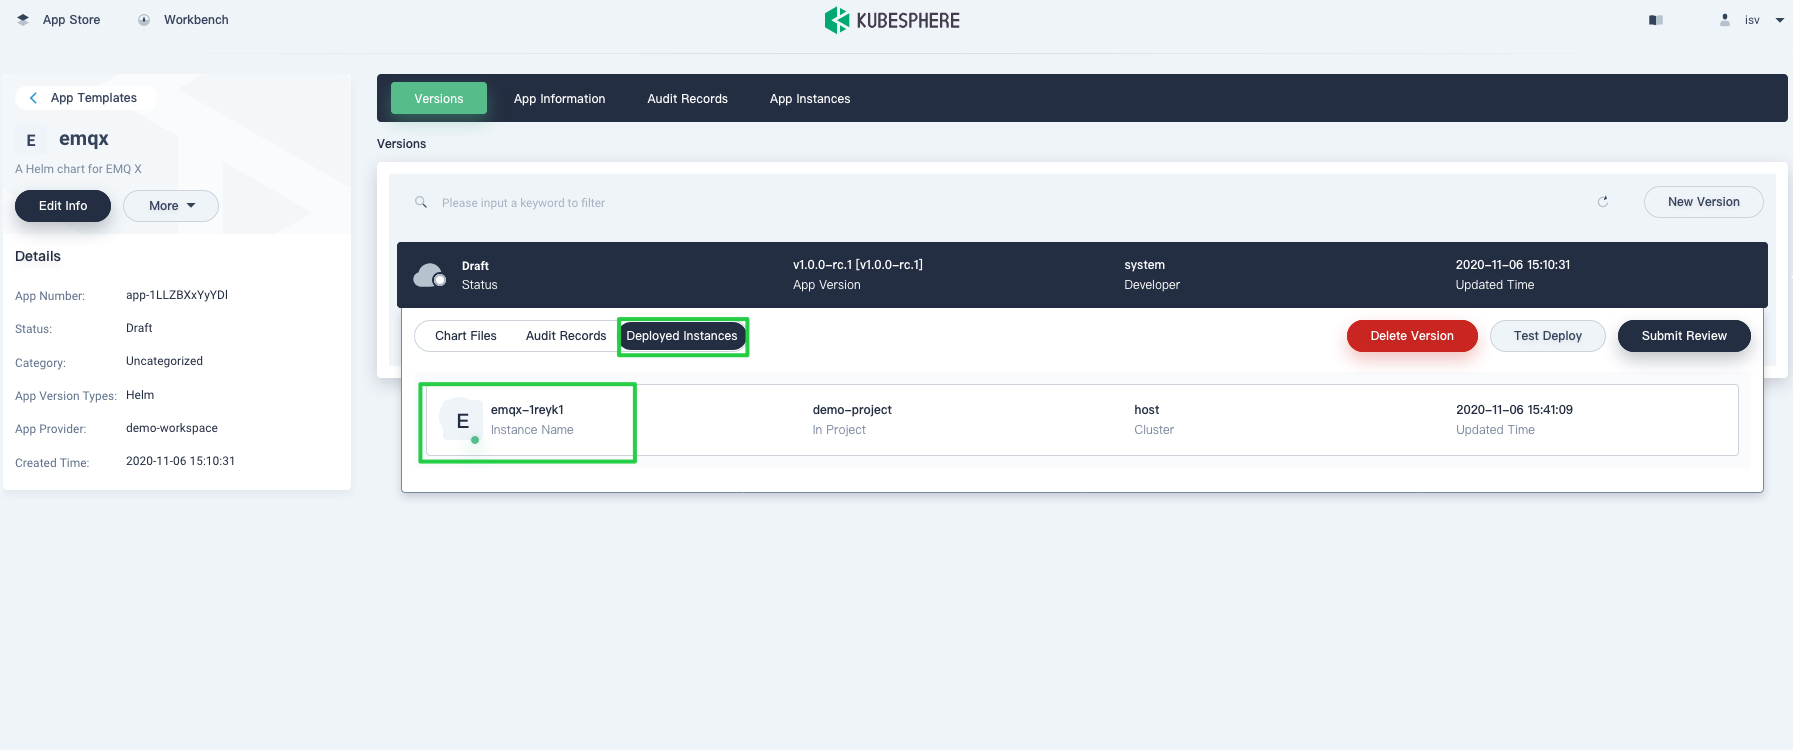 App Store
Workbench
KUBESPHERE
isv
App Templates
E
emqx
A Helm chart for EMQ X
Edit Info
More
Details
App Number: app-1LLZBXxYyYDl
Status: Draft
Category: Uncategorized
App Version Types: Helm
App Provider: demo-workspace
Created Time: 2020-11-06 15:10:31
Versions
App Information
Audit Records
App Instances
Versions
Please input a keyword to filter
New Version
Draft
Status
v1.0.0-rc.1 [v1.0.0-rc.1]
App Version
system
Developer
2020-11-06 15:10:31
Updated Time
Chart Files
Audit Records
Deployed Instances
Delete Version
Test Deploy
Submit Review
E
emqx-1reyk1
Instance Name
demo-project
In Project
host
Cluster
2020-11-06 15:41:09
Updated Time